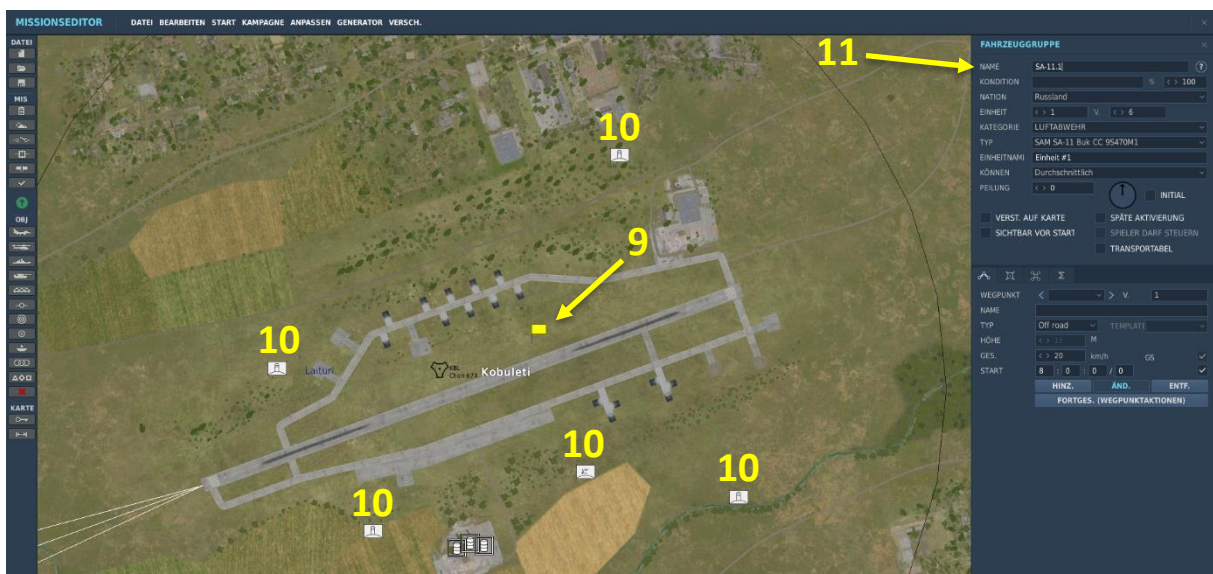 MISSIONSEDITOR
DATEI BEARBEITEN START KAMPAGNE ANPASSEN GENERATOR VERSCH.
DATEI
MIS
OBJ
KARTE
11
10
9
10
10
10
10
Laituri
KBL
Kobuleti
FAHRZEUGGRUPPE
NAME SA-11.1 ?
KONDITION % < > 100
NATION Russland
EINHEIT < > 1 V. < > 6
KATEGORIE LUFTABWEHR
TYP SAM SA-11 Buk CC 9S470M1
EINHEITNAMI Einheit #1
KÖNNEN Durchschnittlich
PEILUNG < > 0 INITIAL
VERST. AUF KARTE SPÄTE AKTIVIERUNG
SICHTBAR VOR START SPIELER DARF STEUERN
TRANSPORTABEL
WEGPUNKT < > V. 1
NAME
TYP Off road TEMPLATE
HÖHE < > M
GES. < > 20 km/h GS
START 8 : 0 : 0 / 0
HINZ. ÄND. ENTF.
FORTGES. (WEGPUNKTAKTIONEN)